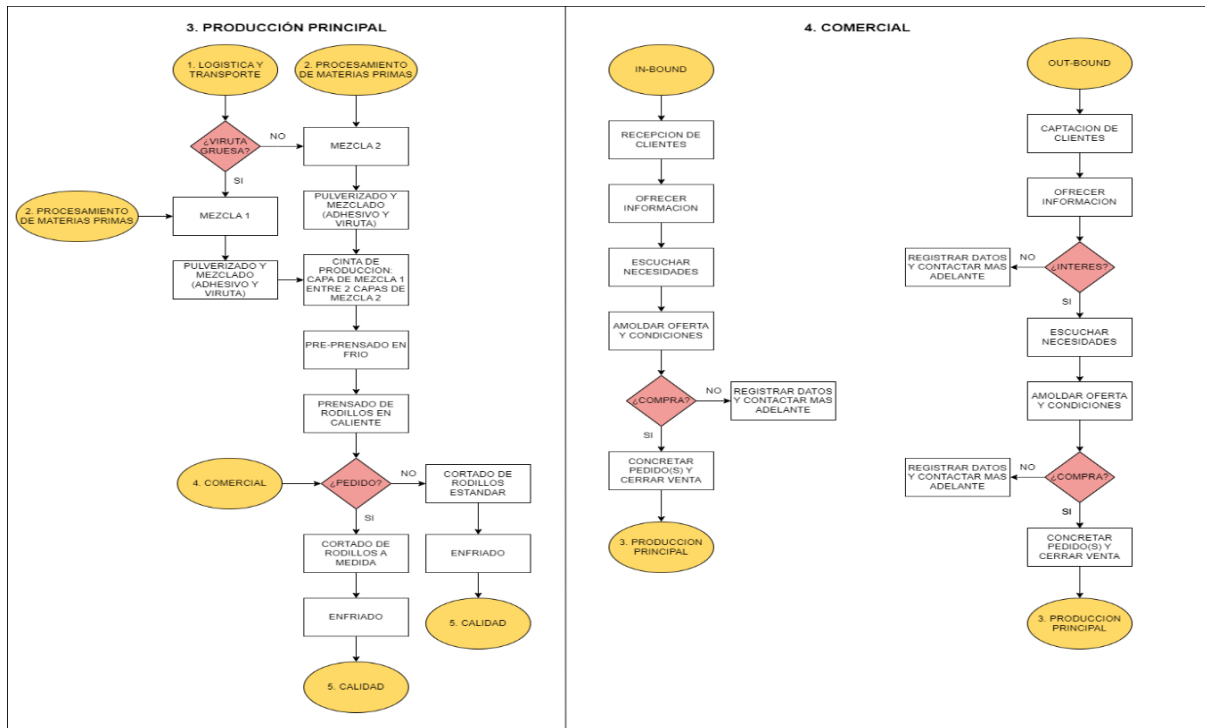 3. PRODUCCIÓN PRINCIPAL
1. LOGISTICA Y
TRANSPORTE
2. PROCESAMIENTO
DE MATERIAS PRIMAS
¿VIRUTA
GRUESA?
NO
MEZCLA 2
SI
2. PROCESAMIENTO
DE MATERIAS PRIMAS
MEZCLA 1
PULVERIZADO Y
MEZCLADO
(ADHESIVO Y
VIRUTA)
PULVERIZADO Y
MEZCLADO
(ADHESIVO Y
VIRUTA)
CINTA DE
PRODUCCION:
CAPA DE MEZCLA 1
ENTRE 2 CAPAS DE
MEZCLA 2
PRE-PRENSADO EN
FRIO
PRENSADO DE
RODILLOS EN
CALIENTE
4. COMERCIAL
¿PEDIDO?
NO
CORTADO DE
RODILLOS
ESTANDAR
SI
CORTADO DE
RODILLOS A
MEDIDA
ENFRIADO
ENFRIADO
5. CALIDAD
5. CALIDAD
4. COMERCIAL
IN-BOUND
RECEPCION DE
CLIENTES
OFRECER
INFORMACION
ESCUCHAR
NECESIDADES
AMOLDAR OFERTA
Y CONDICIONES
¿COMPRA?
NO
REGISTRAR DATOS
Y CONTACTAR MAS
ADELANTE
SI
CONCRETAR
PEDIDO(S) Y
CERRAR VENTA
3. PRODUCCION
PRINCIPAL
OUT-BOUND
CAPTACION DE
CLIENTES
OFRECER
INFORMACION
¿INTERES?
NO
REGISTRAR DATOS
Y CONTACTAR MAS
ADELANTE
SI
ESCUCHAR
NECESIDADES
AMOLDAR OFERTA
Y CONDICIONES
¿COMPRA?
NO
REGISTRAR DATOS
Y CONTACTAR MAS
ADELANTE
SI
CONCRETAR
PEDIDO(S) Y
CERRAR VENTA
3. PRODUCCION
PRINCIPAL